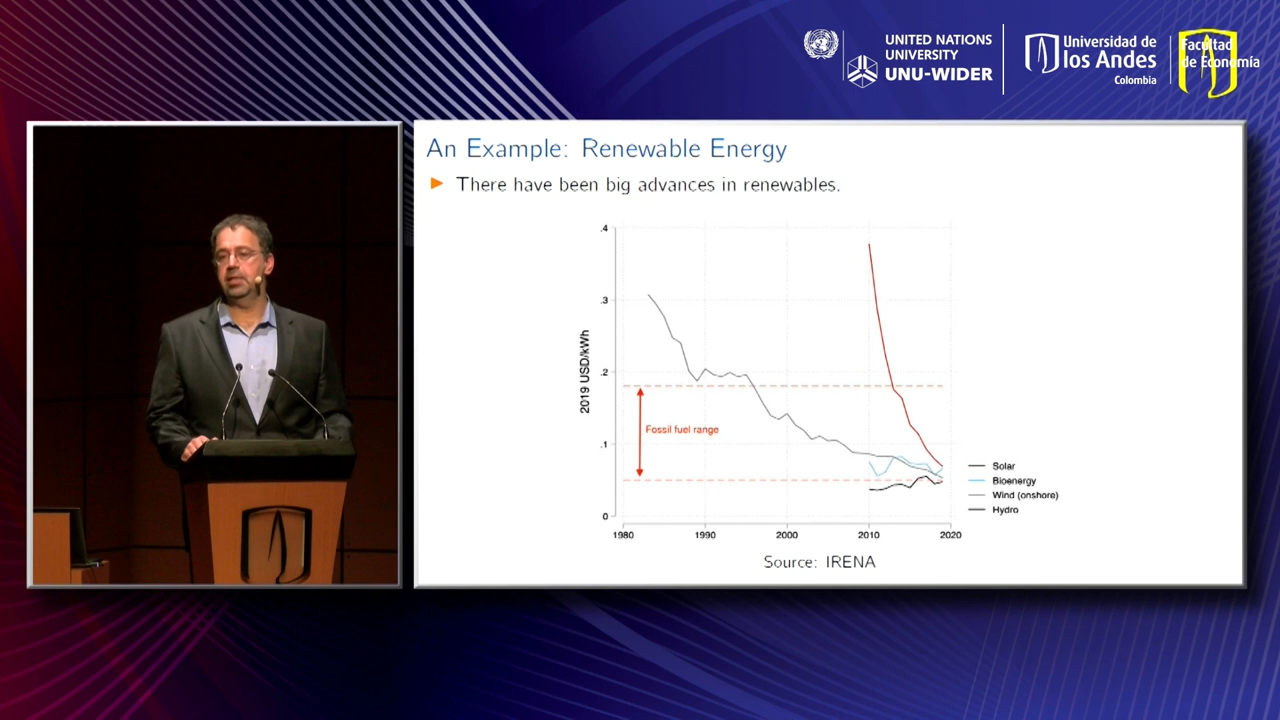 UNITED NATIONS
UNIVERSITY
UNU-WIDER
Universidad de
los Andes
Colombia
Facultad
de Economía
An Example: Renewable Energy
There have been big advances in renewables.
2019 USD/kWh
.4
.3
.2
.1
0
Fossil fuel range
1980
1990
2000
2010
2020
Solar
Bioenergy
Wind (onshore)
Hydro
Source: IRENA